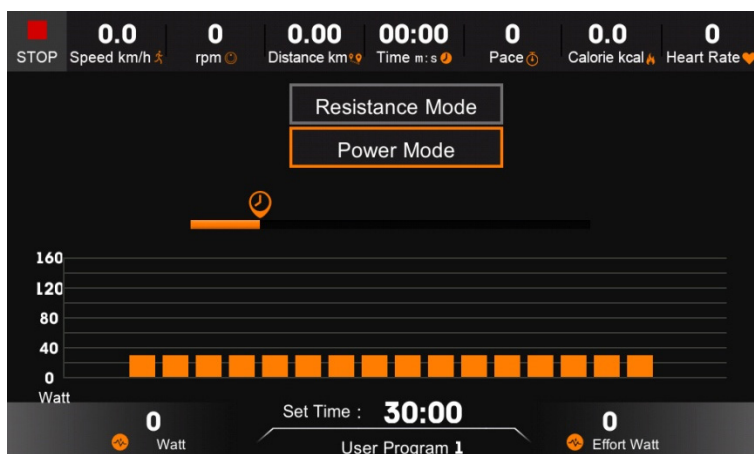 0.0 0 0.00 00:00 0 0.0 0
STOP Speed km/h rpm Distance km Time m:s Pace Calorie kcal Heart Rate
Resistance Mode
Power Mode
160
120
80
40
0
Watt
0 Set Time : 30:00 0
Watt User Program 1 Effort Watt